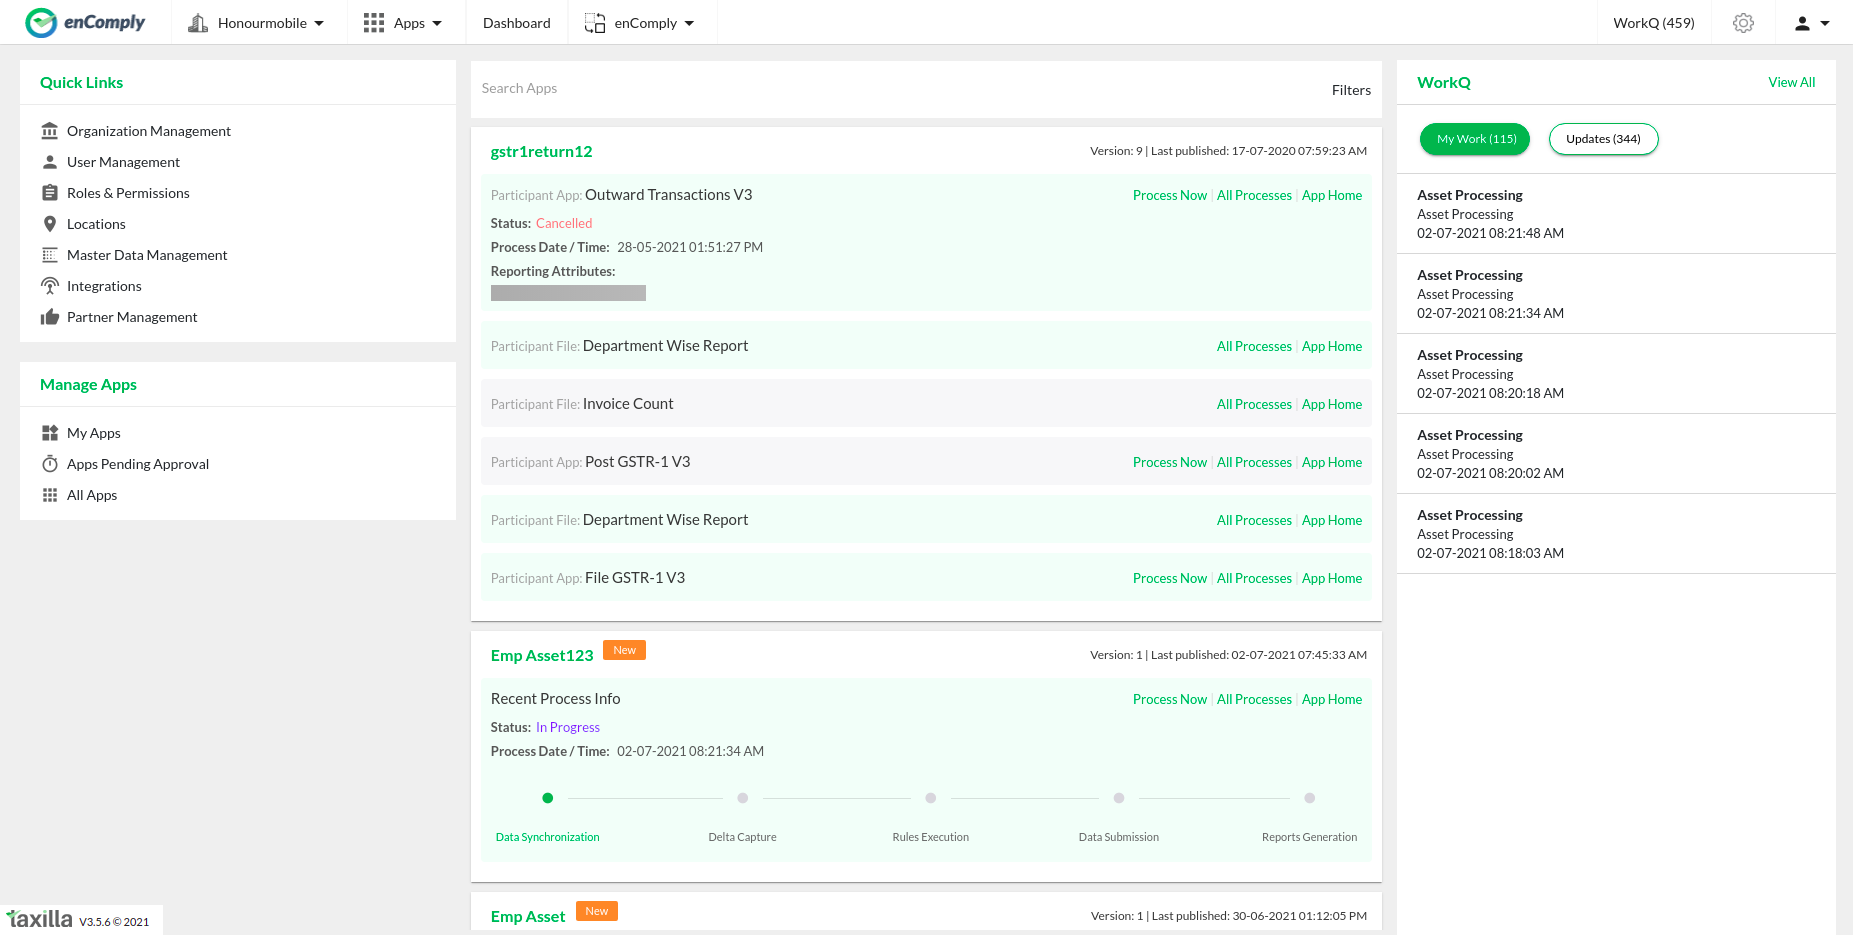 enComply
Honourmobile
Apps
Dashboard
enComply
WorkQ (459)
Quick Links
Organization Management
User Management
Roles & Permissions
Locations
Master Data Management
Integrations
Partner Management
Manage Apps
My Apps
Apps Pending Approval
All Apps
Search Apps
Filters
gstr1return12
Version: 9 | Last published: 17-07-2020 07:59:23 AM
Participant App: Outward Transactions V3
Process Now | All Processes | App Home
Status: Cancelled
Process Date / Time: 28-05-2021 01:51:27 PM
Reporting Attributes:
Participant File: Department Wise Report
All Processes | App Home
Participant File: Invoice Count
All Processes | App Home
Participant App: Post GSTR-1 V3
Process Now | All Processes | App Home
Participant File: Department Wise Report
All Processes | App Home
Participant App: File GSTR-1 V3
Process Now | All Processes | App Home
Emp Asset123
New
Version: 1 | Last published: 02-07-2021 07:45:33 AM
Recent Process Info
Process Now | All Processes | App Home
Status: In Progress
Process Date / Time: 02-07-2021 08:21:34 AM
Data Synchronization
Delta Capture
Rules Execution
Data Submission
Reports Generation
Emp Asset
New
Version: 1 | Last published: 30-06-2021 01:12:05 PM
WorkQ
View All
My Work (115)
Updates (344)
Asset Processing
Asset Processing
02-07-2021 08:21:48 AM
Asset Processing
Asset Processing
02-07-2021 08:21:34 AM
Asset Processing
Asset Processing
02-07-2021 08:20:18 AM
Asset Processing
Asset Processing
02-07-2021 08:20:02 AM
Asset Processing
Asset Processing
02-07-2021 08:18:03 AM
taxilla V3.5.6 © 2021